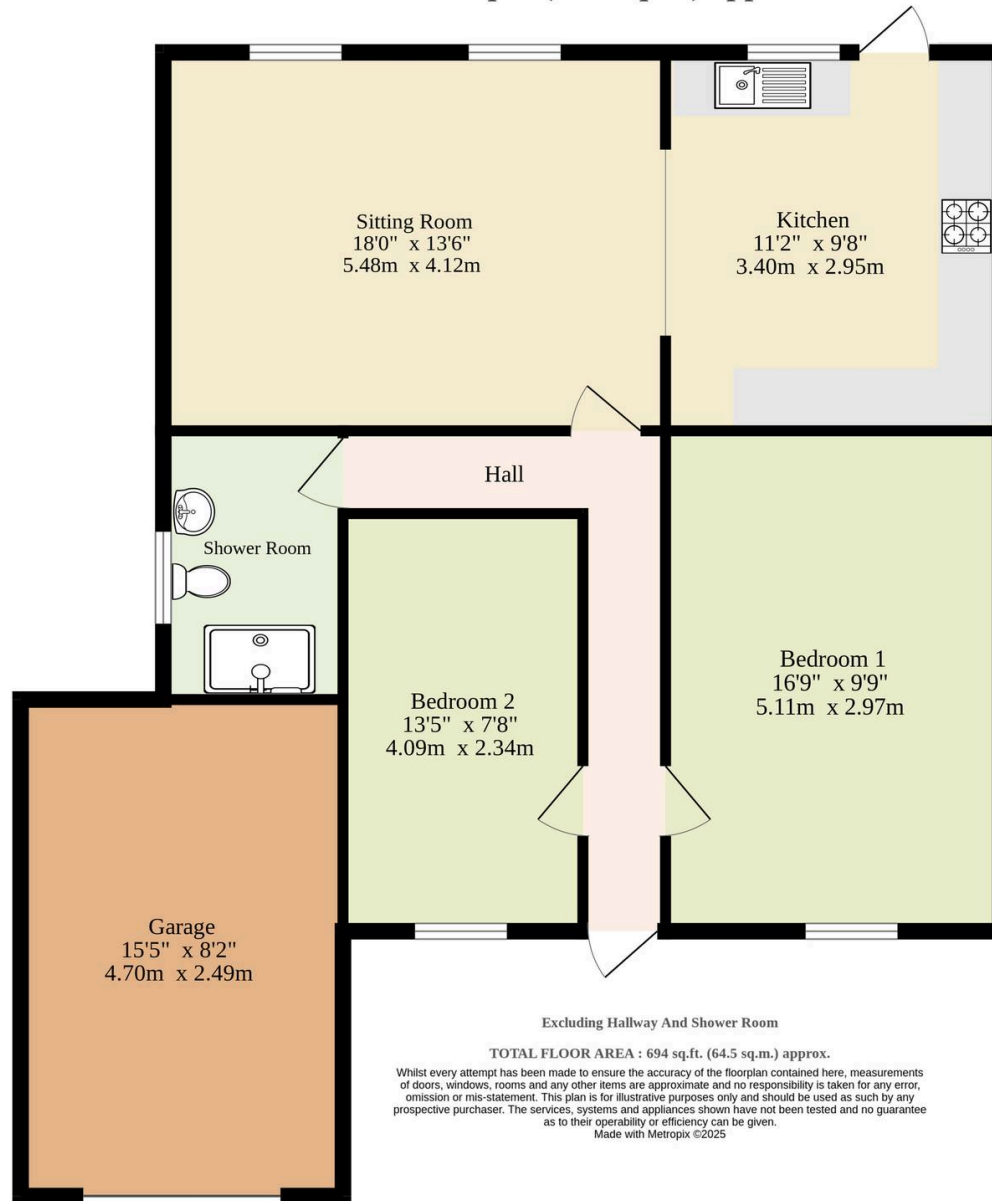 Sitting Room
18'0" x 13'6"
5.48m x 4.12m
Kitchen
11'2" x 9'8"
3.40m x 2.95m
Hall
Shower Room
Bedroom 2
13'5" x 7'8"
4.09m x 2.34m
Bedroom 1
16'9" x 9'9"
5.11m x 2.97m
Garage
15'5" x 8'2"
4.70m x 2.49m
Excluding Hallway And Shower Room
TOTAL FLOOR AREA : 694 sq.ft. (64.5 sq.m.) approx.
Whilst every attempt has been made to ensure the accuracy of the floorplan contained here, measurements
of doors, windows, rooms and any other items are approximate and no responsibility is taken for any error,
omission or mis-statement. This plan is for illustrative purposes only and should be used as such by any
prospective purchaser. The services, systems and appliances shown have not been tested and no guarantee
as to their operability or efficiency can be given.
Made with Metropix ©2025